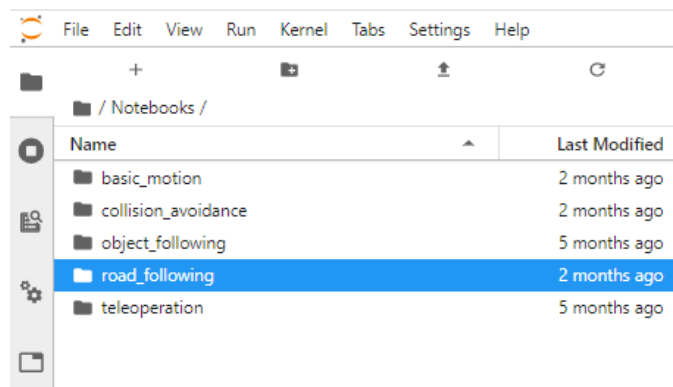 File Edit View Run Kernel Tabs Settings Help
/ Notebooks /
Name Last Modified
basic_motion 2 months ago
collision_avoidance 2 months ago
object_following 5 months ago
road_following 2 months ago
teleoperation 5 months ago